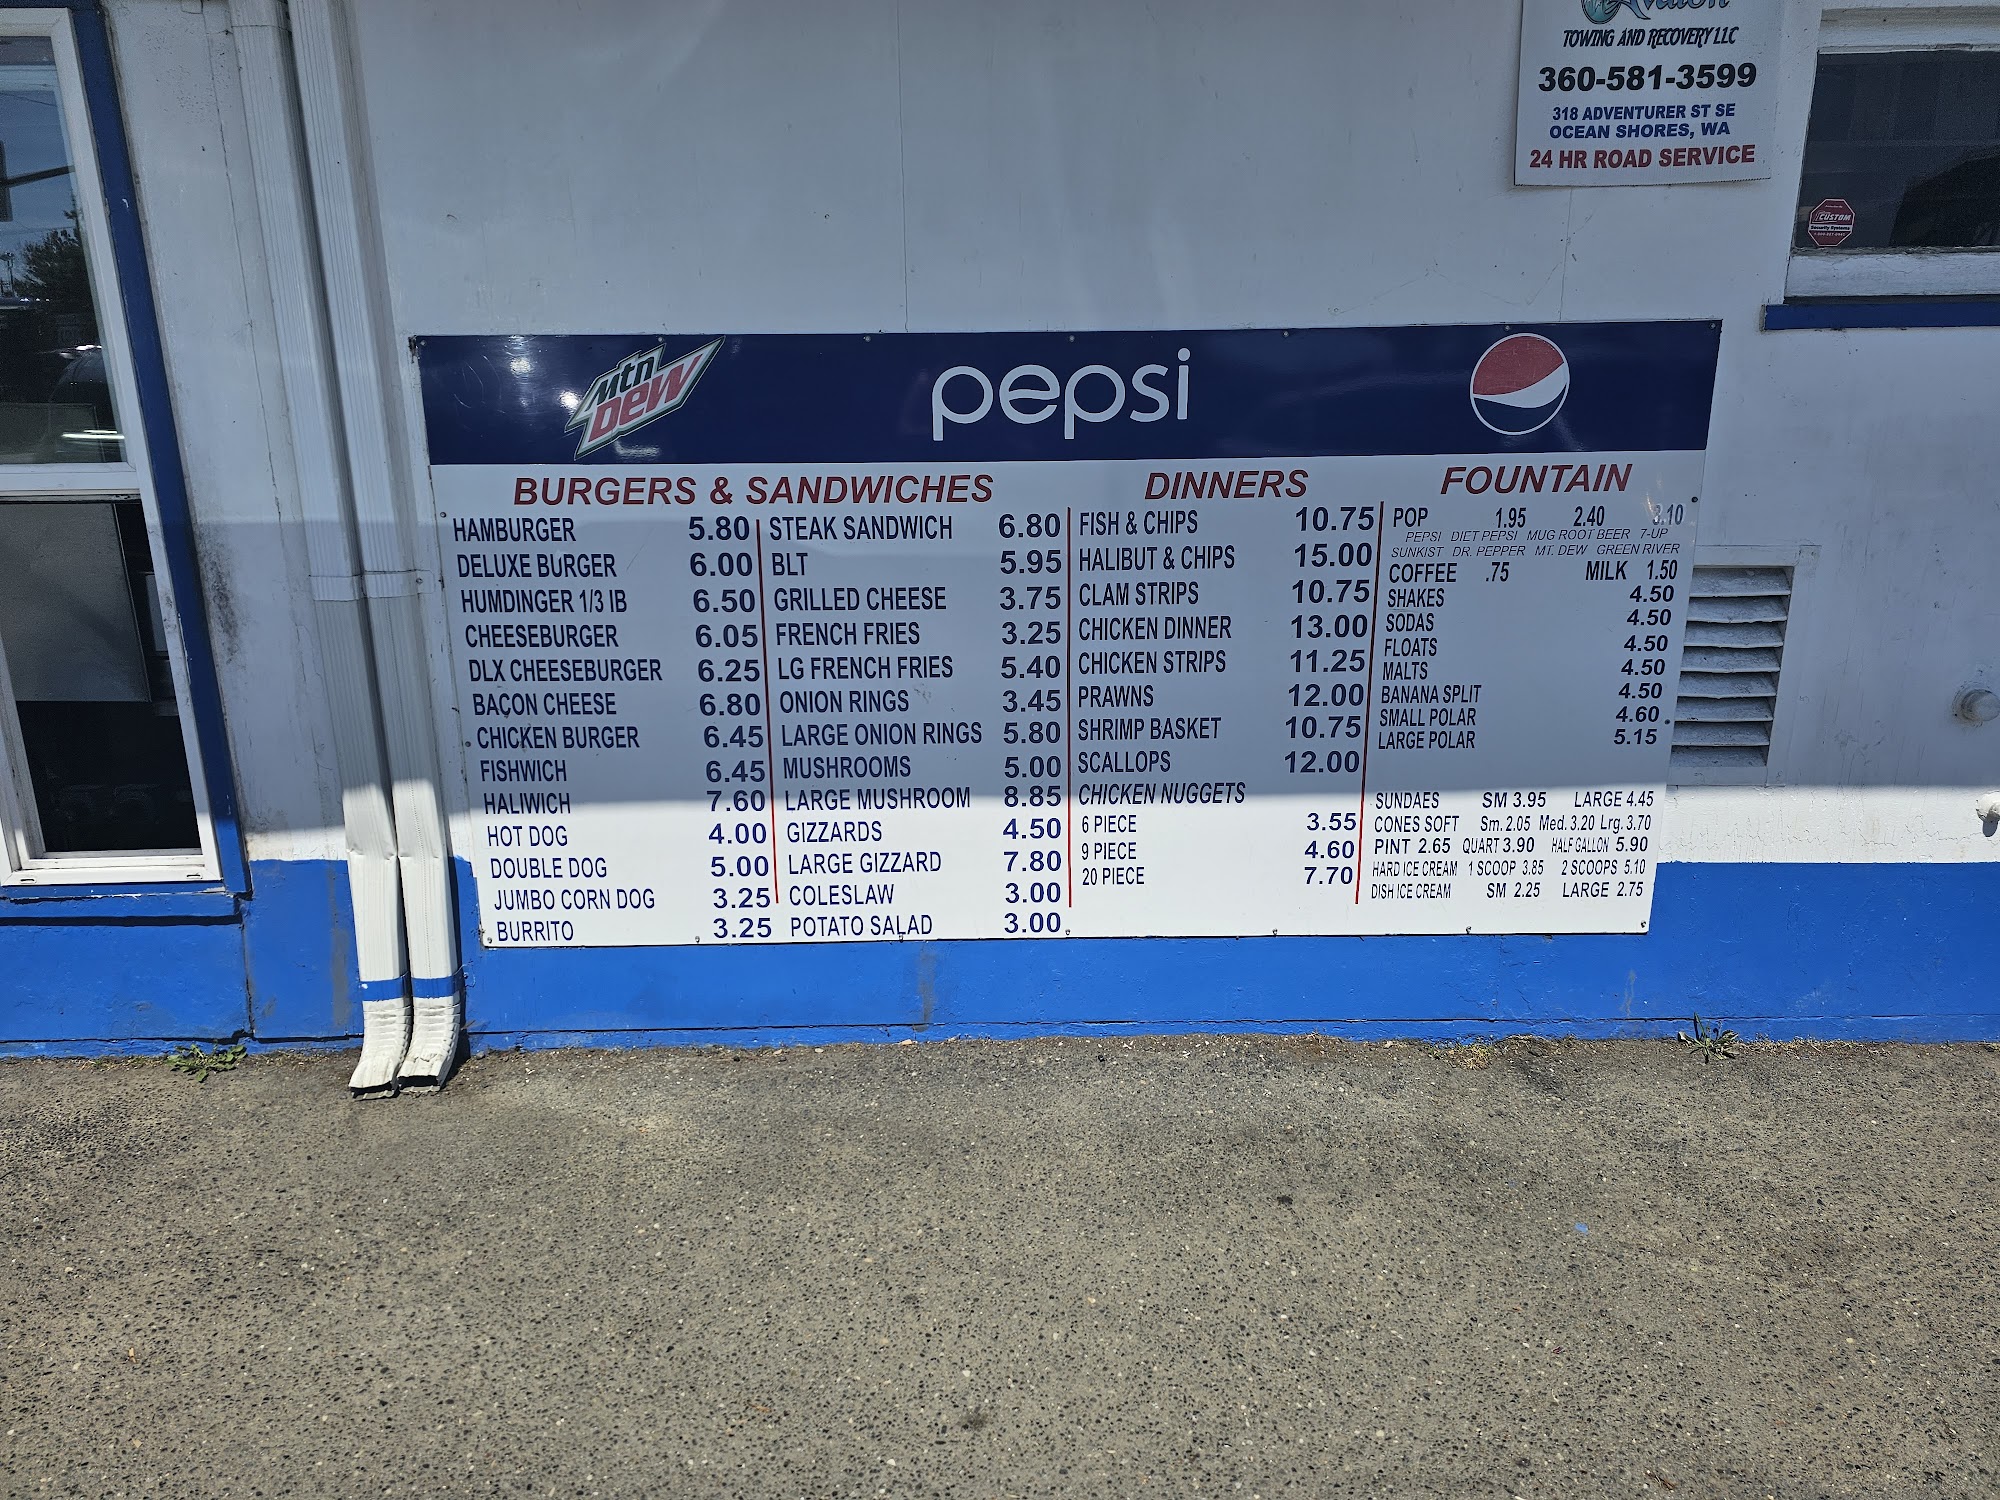 Avalon
TOWING AND RECOVERY LLC
360-581-3599
318 ADVENTURER ST SE
OCEAN SHORES, WA
24 HR ROAD SERVICE
CUSTOM
Security Systems
Mtn
DEW
pepsi
BURGERS & SANDWICHES
HAMBURGER 5.80
DELUXE BURGER 6.00
HUMDINGER 1/3 lB 6.50
CHEESEBURGER 6.05
DLX CHEESEBURGER 6.25
BACON CHEESE 6.80
CHICKEN BURGER 6.45
FISHWICH 6.45
HALIWICH 7.60
HOT DOG 4.00
DOUBLE DOG 5.00
JUMBO CORN DOG 3.25
BURRITO 3.25
STEAK SANDWICH 6.80
BLT 5.95
GRILLED CHEESE 3.75
FRENCH FRIES 3.25
LG FRENCH FRIES 5.40
ONION RINGS 3.45
LARGE ONION RINGS 5.80
MUSHROOMS 5.00
LARGE MUSHROOM 8.85
GIZZARDS 4.50
LARGE GIZZARD 7.80
COLESLAW 3.00
POTATO SALAD 3.00
DINNERS
FISH & CHIPS 10.75
HALIBUT & CHIPS 15.00
CLAM STRIPS 10.75
CHICKEN DINNER 13.00
CHICKEN STRIPS 11.25
PRAWNS 12.00
SHRIMP BASKET 10.75
SCALLOPS 12.00
CHICKEN NUGGETS
6 PIECE 3.55
9 PIECE 4.60
20 PIECE 7.70
FOUNTAIN
POP 1.95 2.40 3.10
PEPSI DIET PEPSI MUG ROOT BEER 7-UP
SUNKIST DR. PEPPER MT. DEW GREEN RIVER
COFFEE .75 MILK 1.50
SHAKES 4.50
SODAS 4.50
FLOATS 4.50
MALTS 4.50
BANANA SPLIT 4.50
SMALL POLAR 4.60
LARGE POLAR 5.15
SUNDAES SM 3.95 LARGE 4.45
CONES SOFT Sm. 2.05 Med. 3.20 Lrg. 3.70
PINT 2.65 QUART 3.90 HALF GALLON 5.90
HARD ICE CREAM 1 SCOOP 3.85 2 SCOOPS 5.10
DISH ICE CREAM SM 2.25 LARGE 2.75